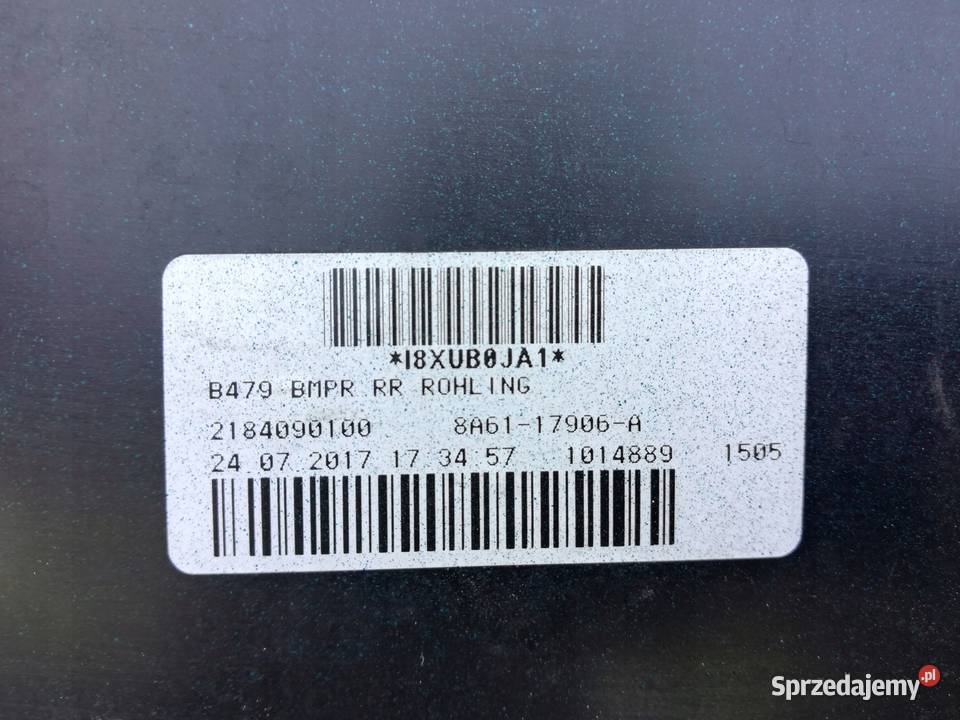 *I8XUB0JA1*
B479 BMPR RR ROHLING
2184090100 8A61-17906-A
24 07 2017 17 34 57 1014889 1505
Sprzedajemy.pl